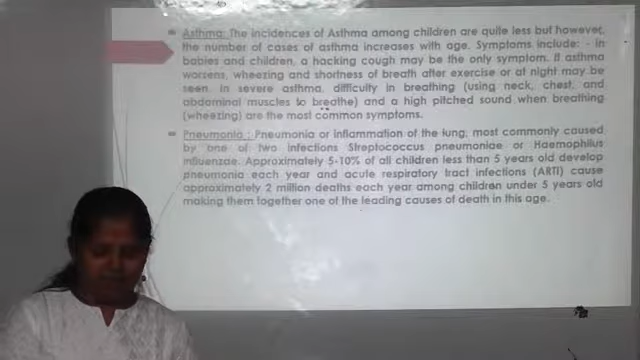 Asthma: The incidences of Asthma among children are quite less but however,
the number of cases of asthma increases with age. Symptoms include: - In
babies and children, a hacking cough may be the only symptom. If asthma
worsens, wheezing and shortness of breath after exercise or at night may be
seen. In severe asthma, difficulty in breathing (using neck, chest, and
abdominal muscles to breathe) and a high pitched sound when breathing
(wheezing) are the most common symptoms.
Pneumonia : Pneumonia or inflammation of the lung, most commonly caused
by one of two infections Streptococcus pneumoniae or Haemophilus
influenzae. Approximately 5-10% of all children less than 5 years old develop
pneumonia each year and acute respiratory tract infections (ARTI) cause
approximately 2 million deaths each year among children under 5 years old
making them together one of the leading causes of death in this age.